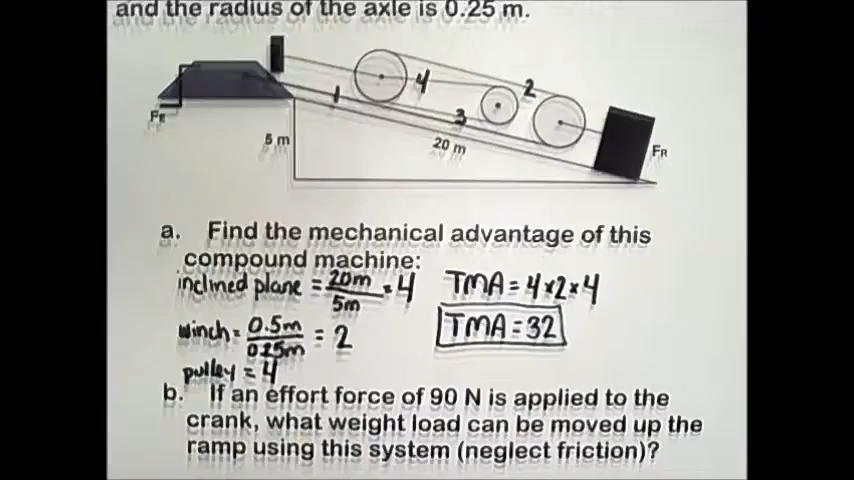 and the radius of the axle is 0.25 m.
4
2
1
3
FE
5 m
20 m
FR
a. Find the mechanical advantage of this
compound machine:
inclined plane = 20m = 4
5m
TMA = 4×2×4
winch = 0.5m = 2
0.25m
TMA = 32
pulley = 4
b. If an effort force of 90 N is applied to the
crank, what weight load can be moved up the
ramp using this system (neglect friction)?